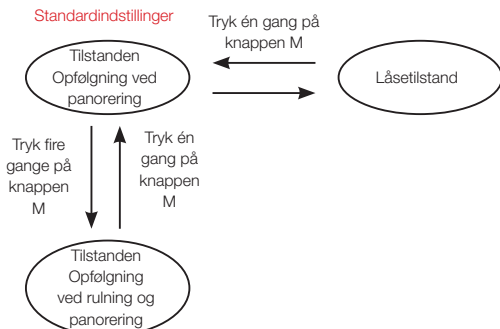 Standardindstillinger
Tilstanden
Opfølgning ved
panorering
Tryk én gang på
knappen M
Låsetilstand
Tryk fire
gange på
knappen
M
Tryk én
gang på
knappen
M
Tilstanden
Opfølgning
ved rulning og
panorering